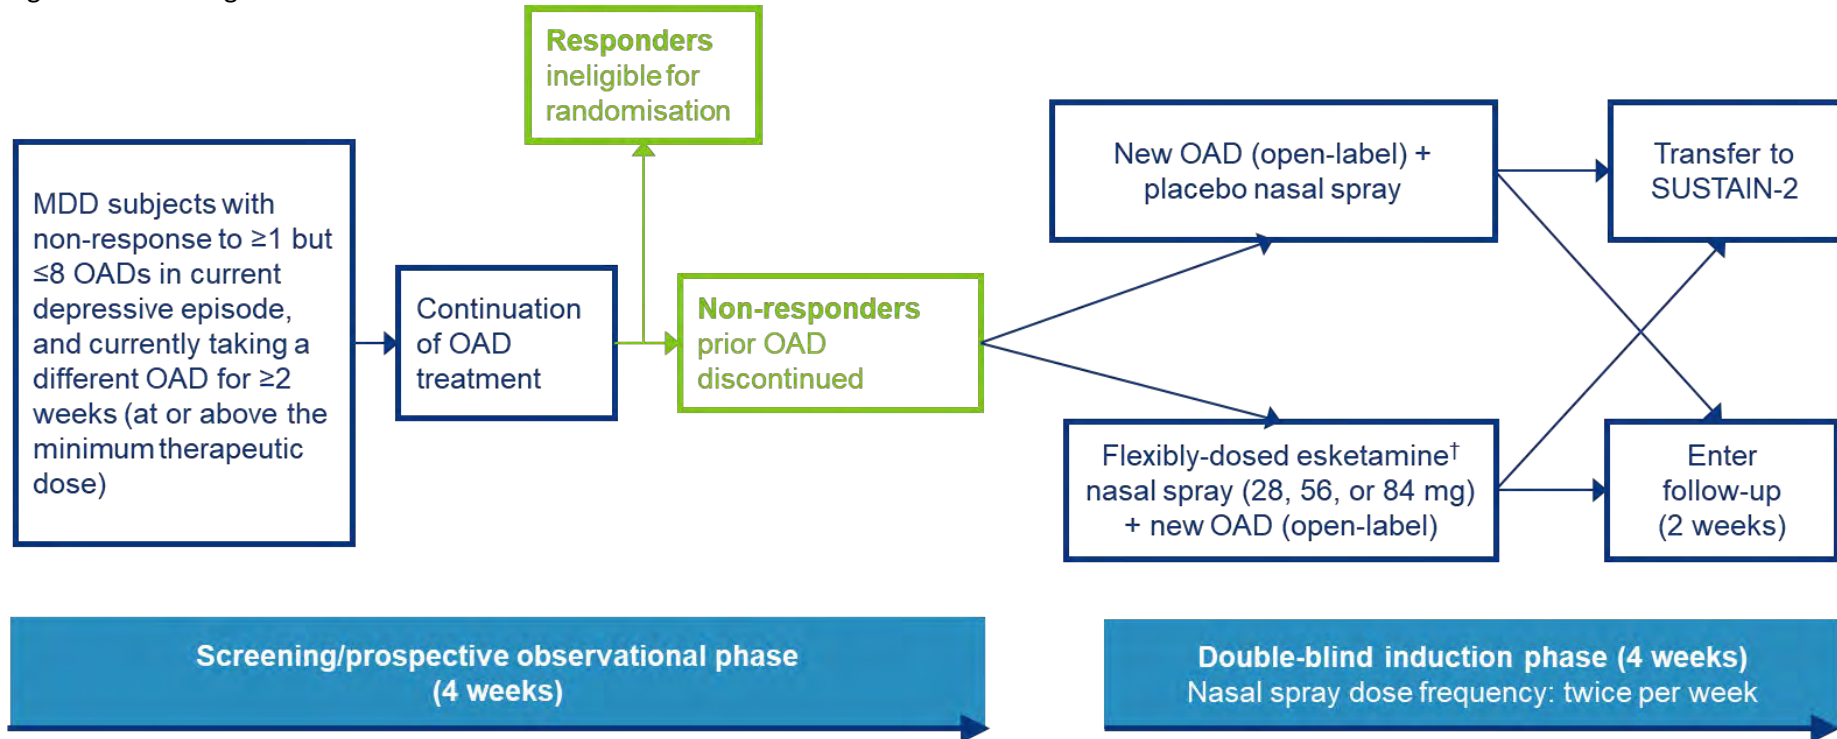 Responders
ineligible for
randomisation
MDD subjects with
non-response to ≥1 but
≤8 OADs in current
depressive episode,
and currently taking a
different OAD for ≥2
weeks (at or above the
minimum therapeutic
dose)
Continuation
of OAD
treatment
Non-responders
prior OAD
discontinued
New OAD (open-label) +
placebo nasal spray
Transfer to
SUSTAIN-2
Flexibly-dosed esketamine†
nasal spray (28, 56, or 84 mg)
+ new OAD (open-label)
Enter
follow-up
(2 weeks)
Screening/prospective observational phase
(4 weeks)
Double-blind induction phase (4 weeks)
Nasal spray dose frequency: twice per week